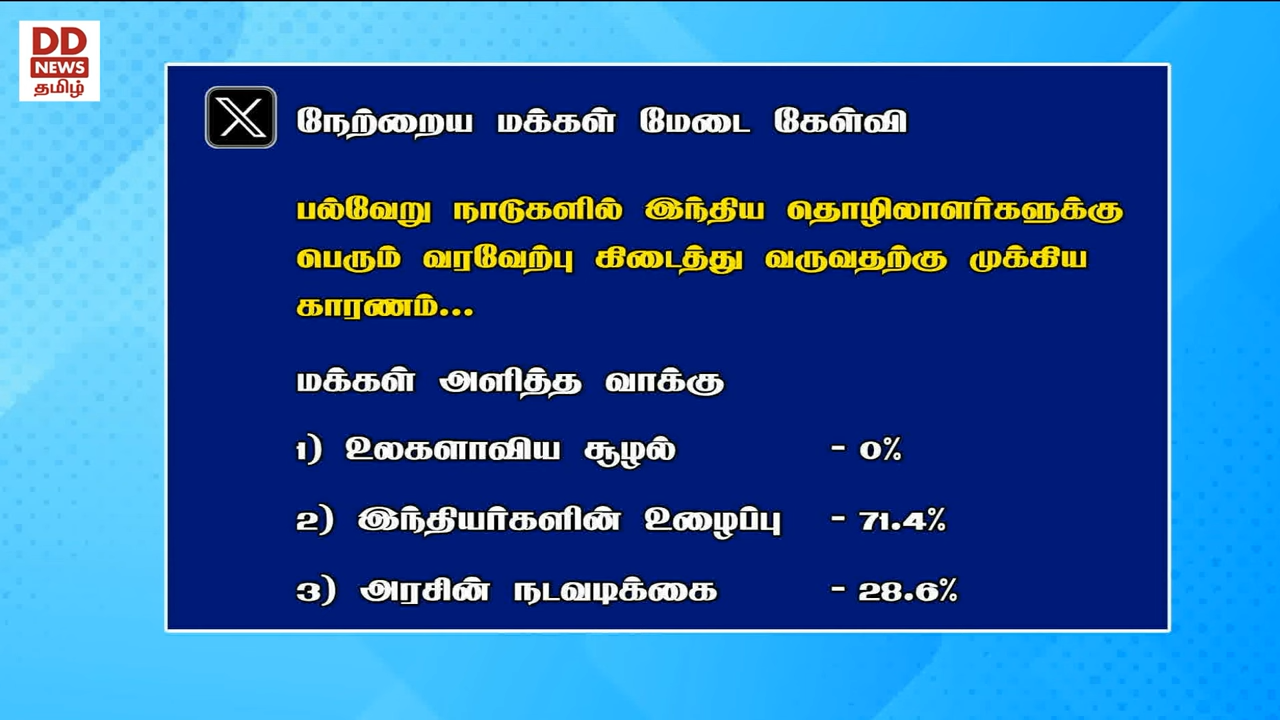 DD
NEWS
தமிழ்
நேற்றைய மக்கள் மேடை கேள்வி
பல்வேறு நாடுகளில் இந்திய தொழிலாளர்களுக்கு
பெரும் வரவேற்பு கிடைத்து வருவதற்கு முக்கிய
காரணம்...
மக்கள் அளித்த வாக்கு
1) உலகளாவிய சூழல் - 0%
2) இந்தியர்களின் உழைப்பு - 71.4%
3) அரசின் நடவடிக்கை - 28.6%